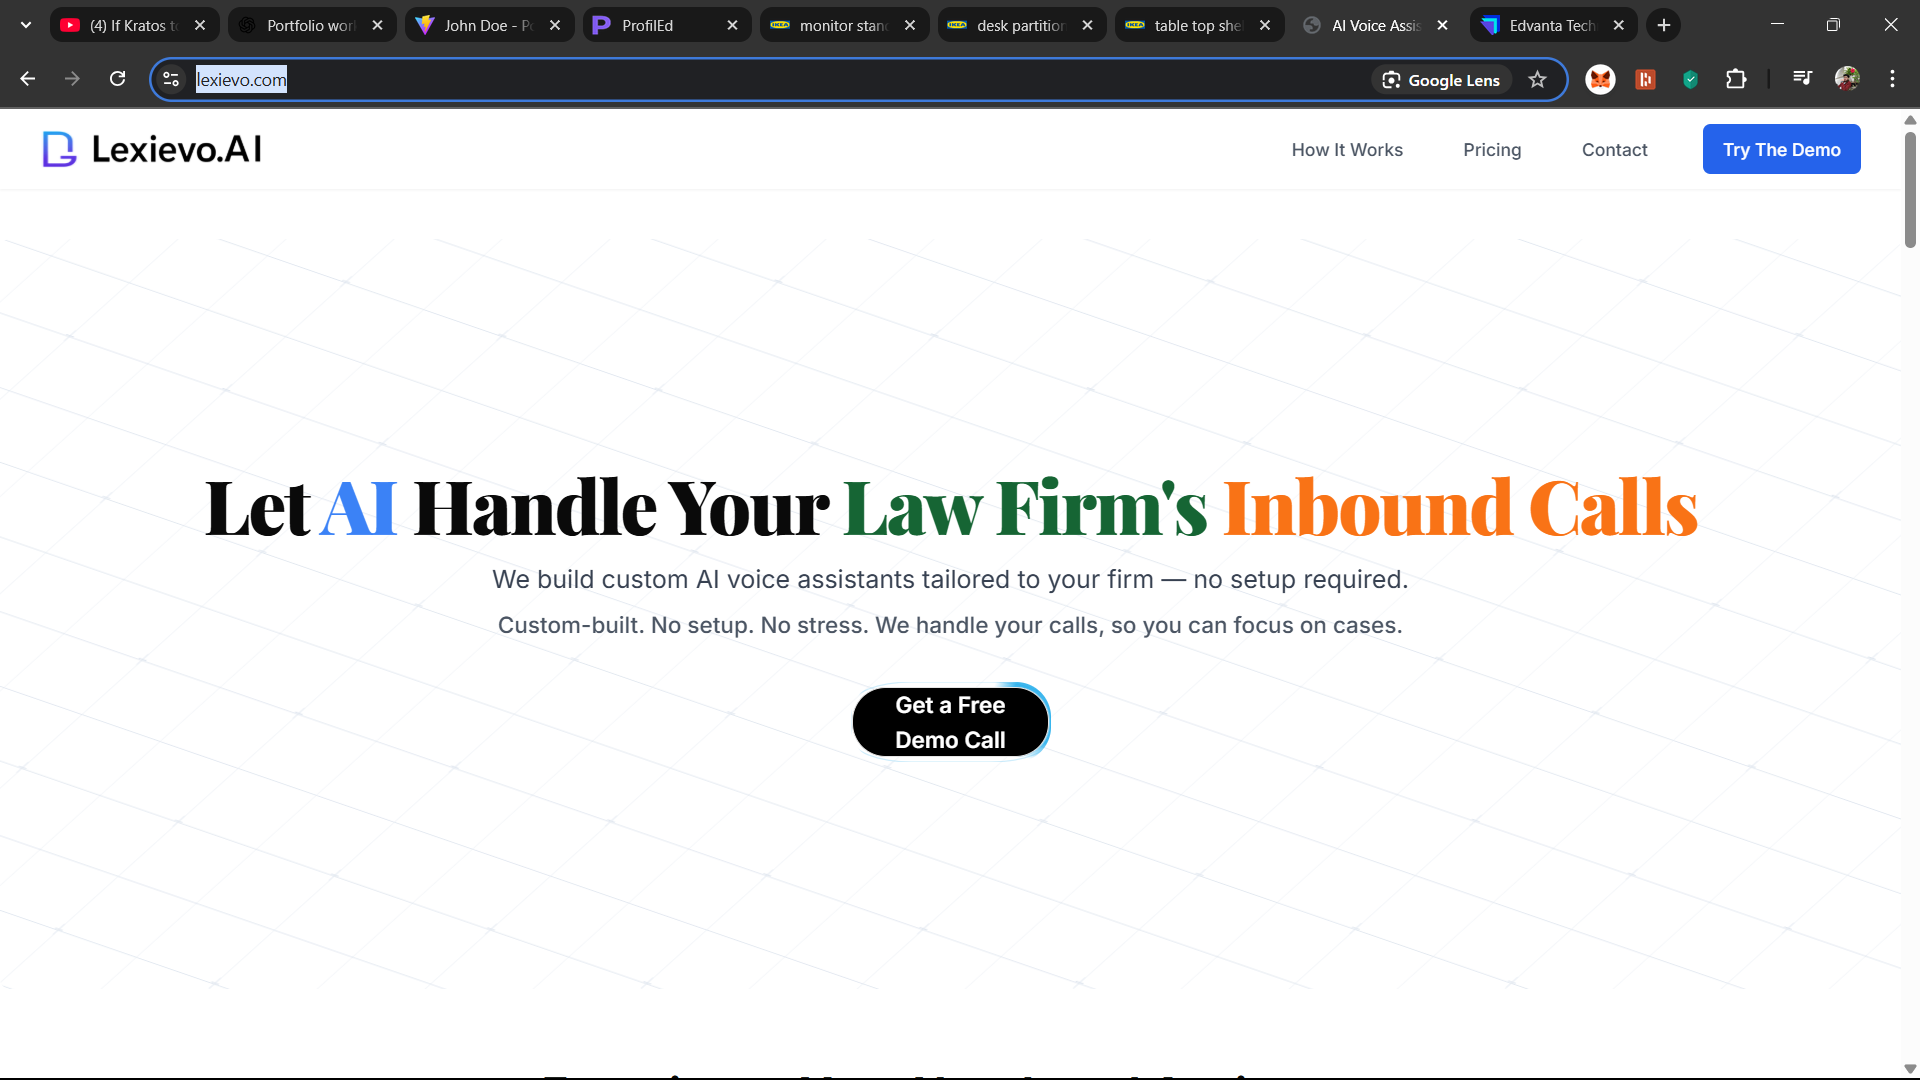 (4) If Kratos t
Portfolio wor
John Doe - P
ProfilEd
monitor stan
desk partition
table top she
AI Voice Assis
Edvanta Tech
lexievo.com
Google Lens
Lexievo.AI
How It Works
Pricing
Contact
Try The Demo
Let AI Handle Your Law Firm's Inbound Calls
We build custom AI voice assistants tailored to your firm — no setup required.
Custom-built. No setup. No stress. We handle your calls, so you can focus on cases.
Get a Free
Demo Call